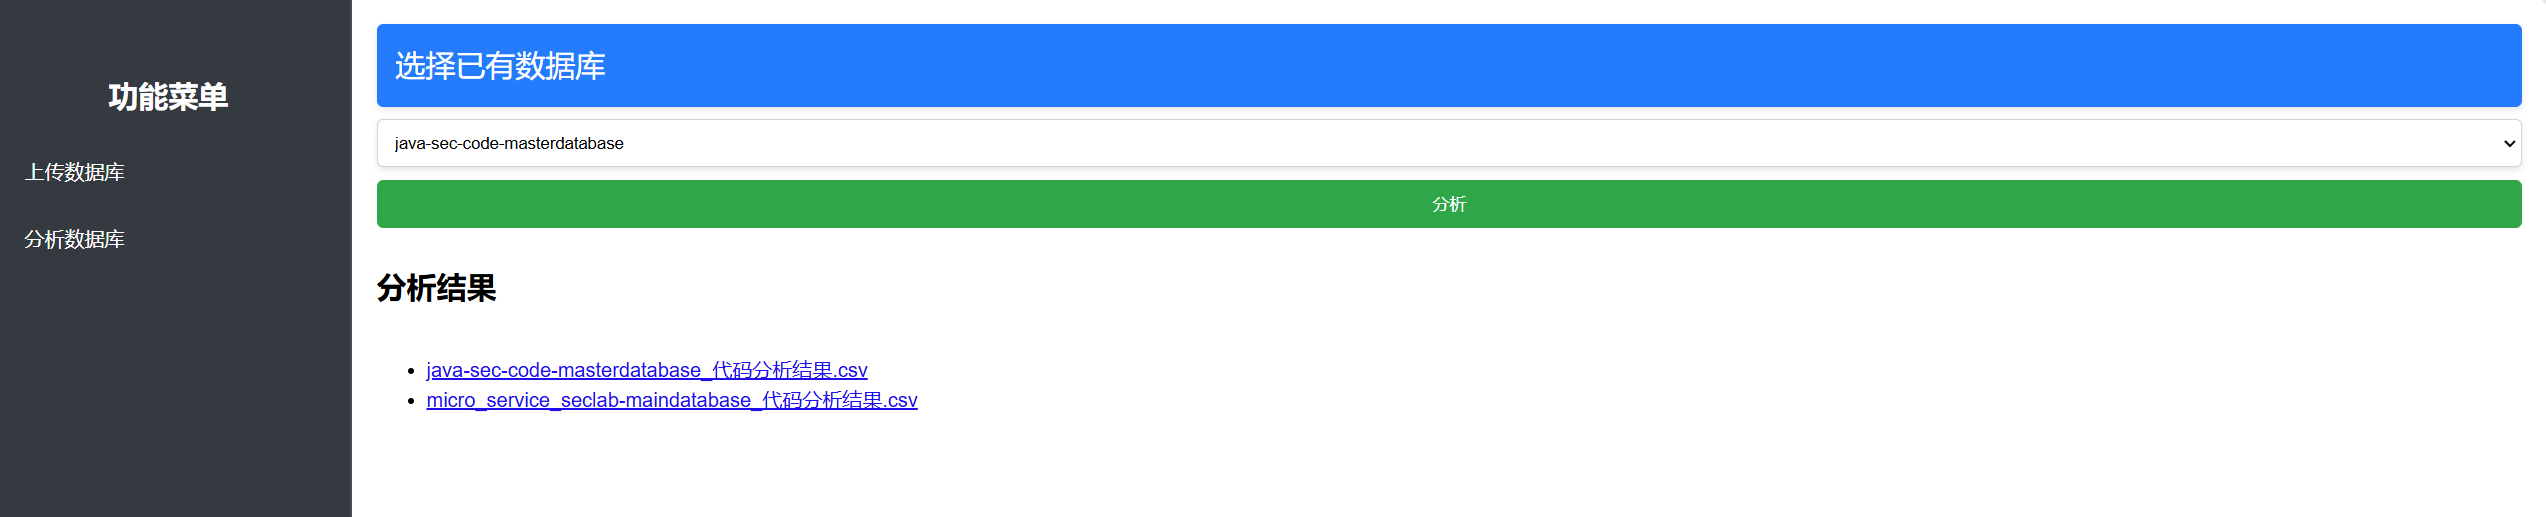 功能菜单
上传数据库
分析数据库
选择已有数据库
java-sec-code-masterdatabase
分析
分析结果
java-sec-code-masterdatabase_代码分析结果.csv
micro_service_seclab-maindatabase_代码分析结果.csv